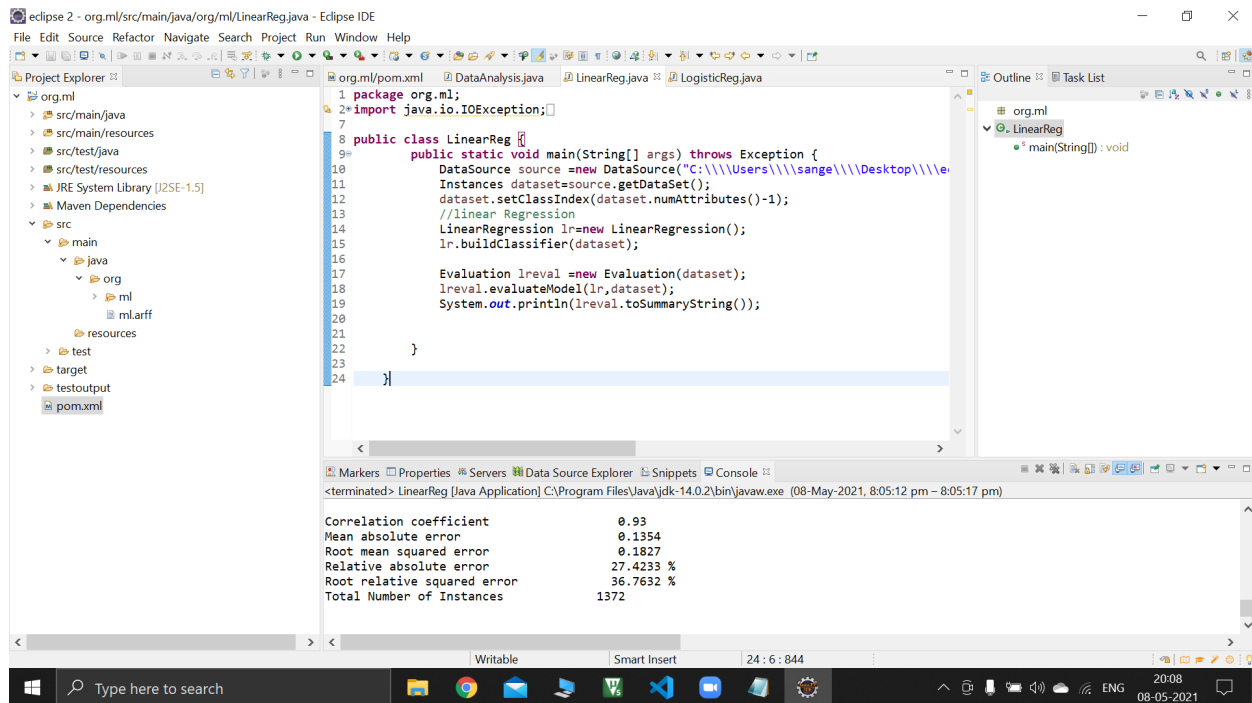 eclipse 2 - org.ml/src/main/java/org/ml/LinearReg.java - Eclipse IDE
File Edit Source Refactor Navigate Search Project Run Window Help
Project Explorer
org.ml
src/main/java
src/main/resources
src/test/java
src/test/resources
JRE System Library [J2SE-1.5]
Maven Dependencies
src
main
java
org
ml
ml.arff
resources
test
target
testoutput
pom.xml
org.ml/pom.xml DataAnalysis.java LinearReg.java LogisticReg.java
1 package org.ml;
2 import java.io.IOException;
7
8 public class LinearReg {
9 public static void main(String[] args) throws Exception {
10 DataSource source =new DataSource("C:\\\\Users\\\\sange\\\\Desktop\\\\e
11 Instances dataset=source.getDataSet();
12 dataset.setClassIndex(dataset.numAttributes()-1);
13 //linear Regression
14 LinearRegression lr=new LinearRegression();
15 lr.buildClassifier(dataset);
16
17 Evaluation lreval =new Evaluation(dataset);
18 lreval.evaluateModel(lr,dataset);
19 System.out.println(lreval.toSummaryString());
20
21
22 }
23
24 }
Outline Task List
org.ml
LinearReg
main(String[]) : void
Markers Properties Servers Data Source Explorer Snippets Console
<terminated> LinearReg [Java Application] C:\Program Files\Java\jdk-14.0.2\bin\javaw.exe (08-May-2021, 8:05:12 pm – 8:05:17 pm)
Correlation coefficient 0.93
Mean absolute error 0.1354
Root mean squared error 0.1827
Relative absolute error 27.4233 %
Root relative squared error 36.7632 %
Total Number of Instances 1372
Writable Smart Insert 24 : 6 : 844
Type here to search
ENG
20:08
08-05-2021